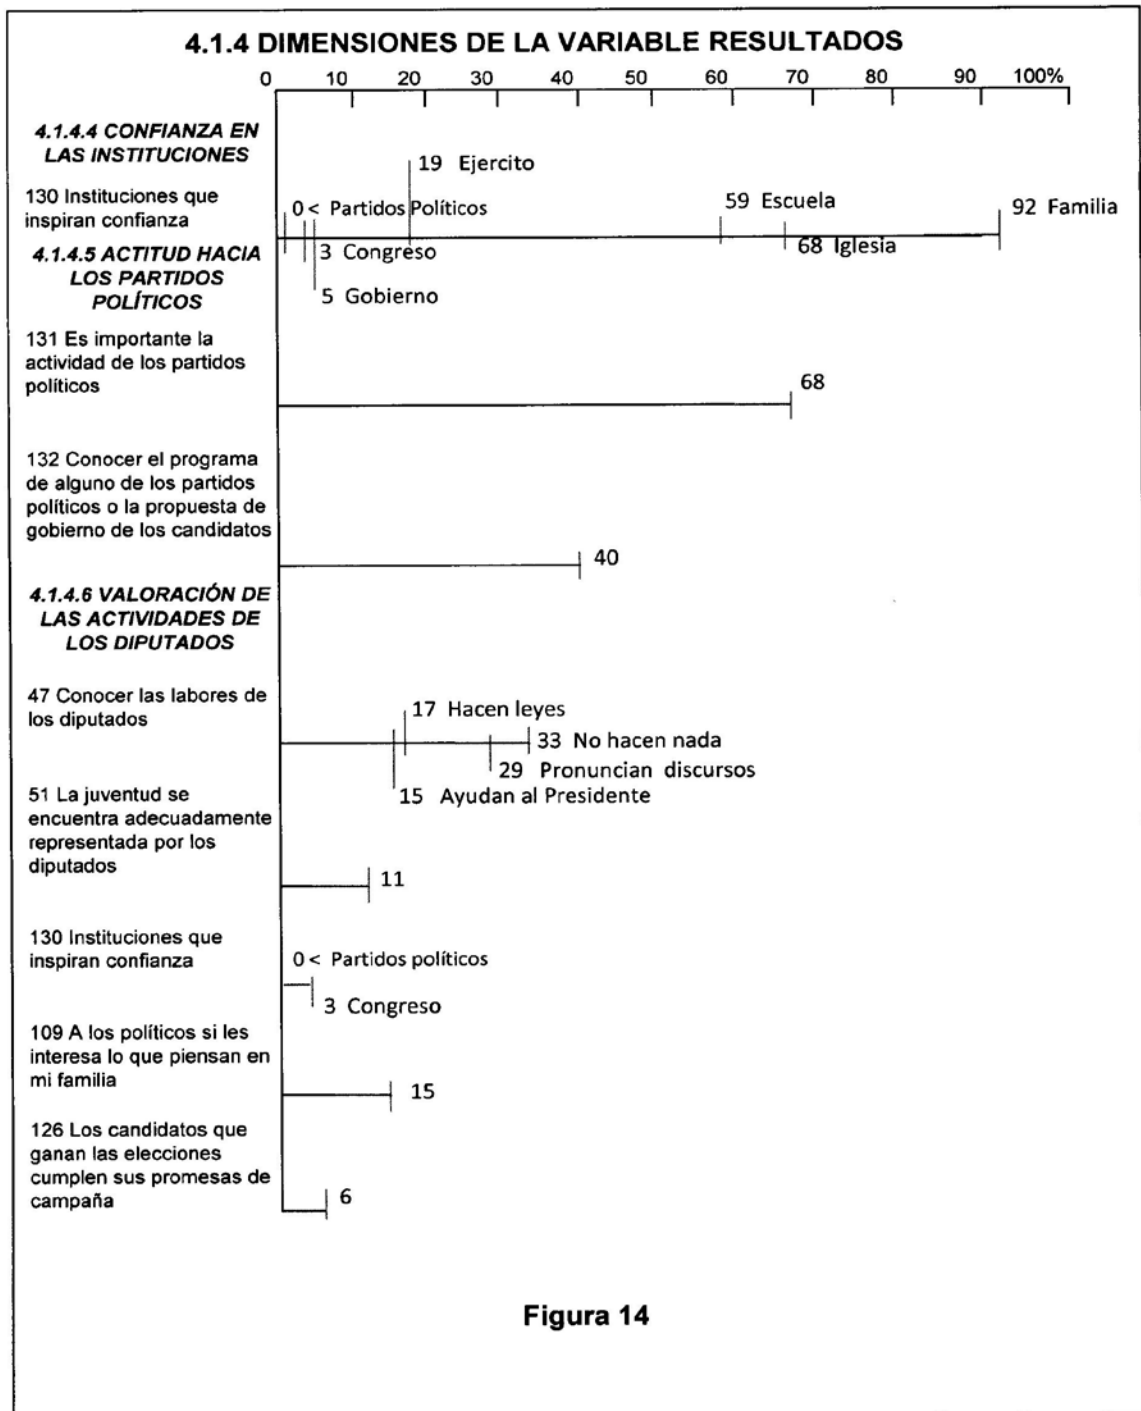 4.1.4 DIMENSIONES DE LA VARIABLE RESULTADOS
0 10 20 30 40 50 60 70 80 90 100%
4.1.4.4 CONFIANZA EN
LAS INSTITUCIONES
19 Ejercito
130 Instituciones que
inspiran confianza
0 < Partidos Políticos
59 Escuela
92 Familia
3 Congreso
68 Iglesia
5 Gobierno
4.1.4.5 ACTITUD HACIA
LOS PARTIDOS
POLÍTICOS
131 Es importante la
actividad de los partidos
políticos
68
132 Conocer el programa
de alguno de los partidos
políticos o la propuesta de
gobierno de los candidatos
40
4.1.4.6 VALORACIÓN DE
LAS ACTIVIDADES DE
LOS DIPUTADOS
47 Conocer las labores de
los diputados
17 Hacen leyes
33 No hacen nada
29 Pronuncian discursos
15 Ayudan al Presidente
51 La juventud se
encuentra adecuadamente
representada por los
diputados
11
130 Instituciones que
inspiran confianza
0 < Partidos políticos
3 Congreso
109 A los políticos si les
interesa lo que piensan en
mi familia
15
126 Los candidatos que
ganan las elecciones
cumplen sus promesas de
campaña
6
Figura 14